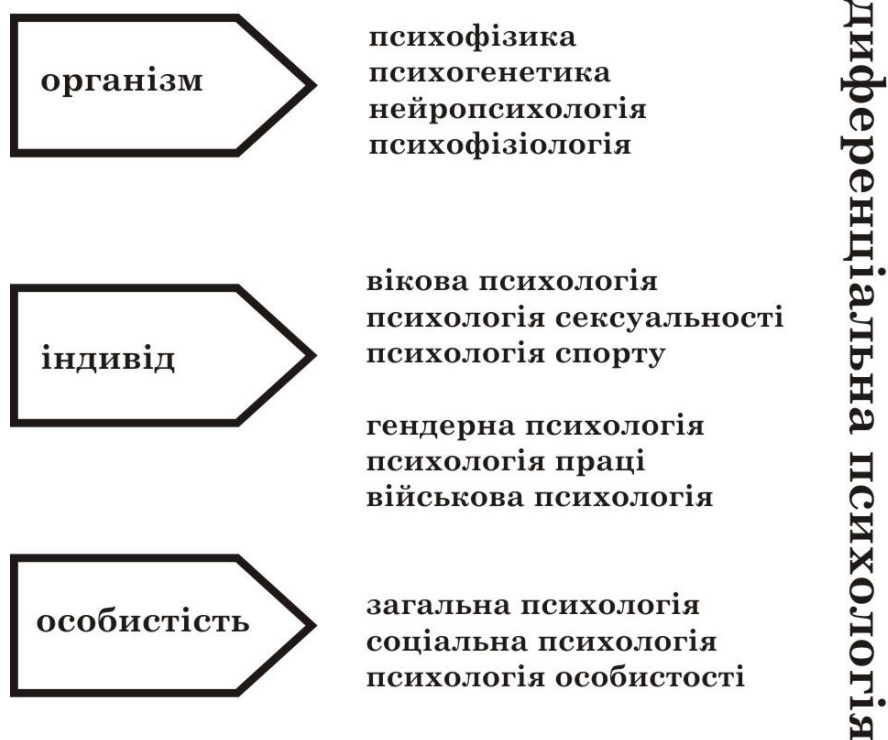 організм
психофізика
психогенетика
нейропсихологія
психофізіологія
індивід
вікова психологія
психологія сексуальності
психологія спорту
гендерна психологія
психологія праці
військова психологія
особистість
загальна психологія
соціальна психологія
психологія особистості
диференціальна психологія